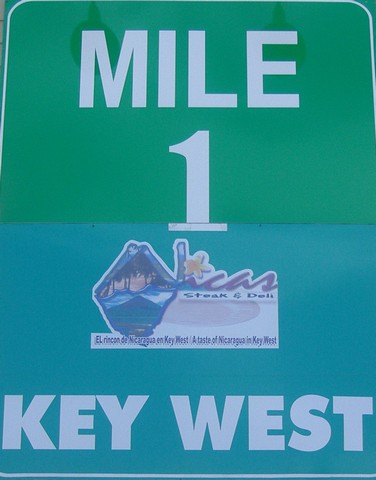 MILE
1
Nicas
Steak & Deli
EL rincon de Nicaragua en Key West / A taste of Nicaragua in Key West
KEY WEST